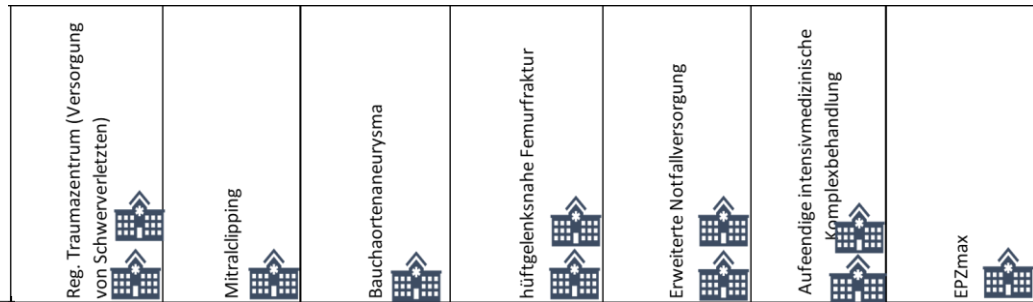 Reg. Traumazentrum (Versorgung
von Schwerverletzten)
Mitralclipping
Bauchaortenaneurysma
hüftgelenksnahe Femurfraktur
Erweiterte Notfallversorgung
Aufeendige intensivmedizinische
Komplexbehandlung
EPZmax